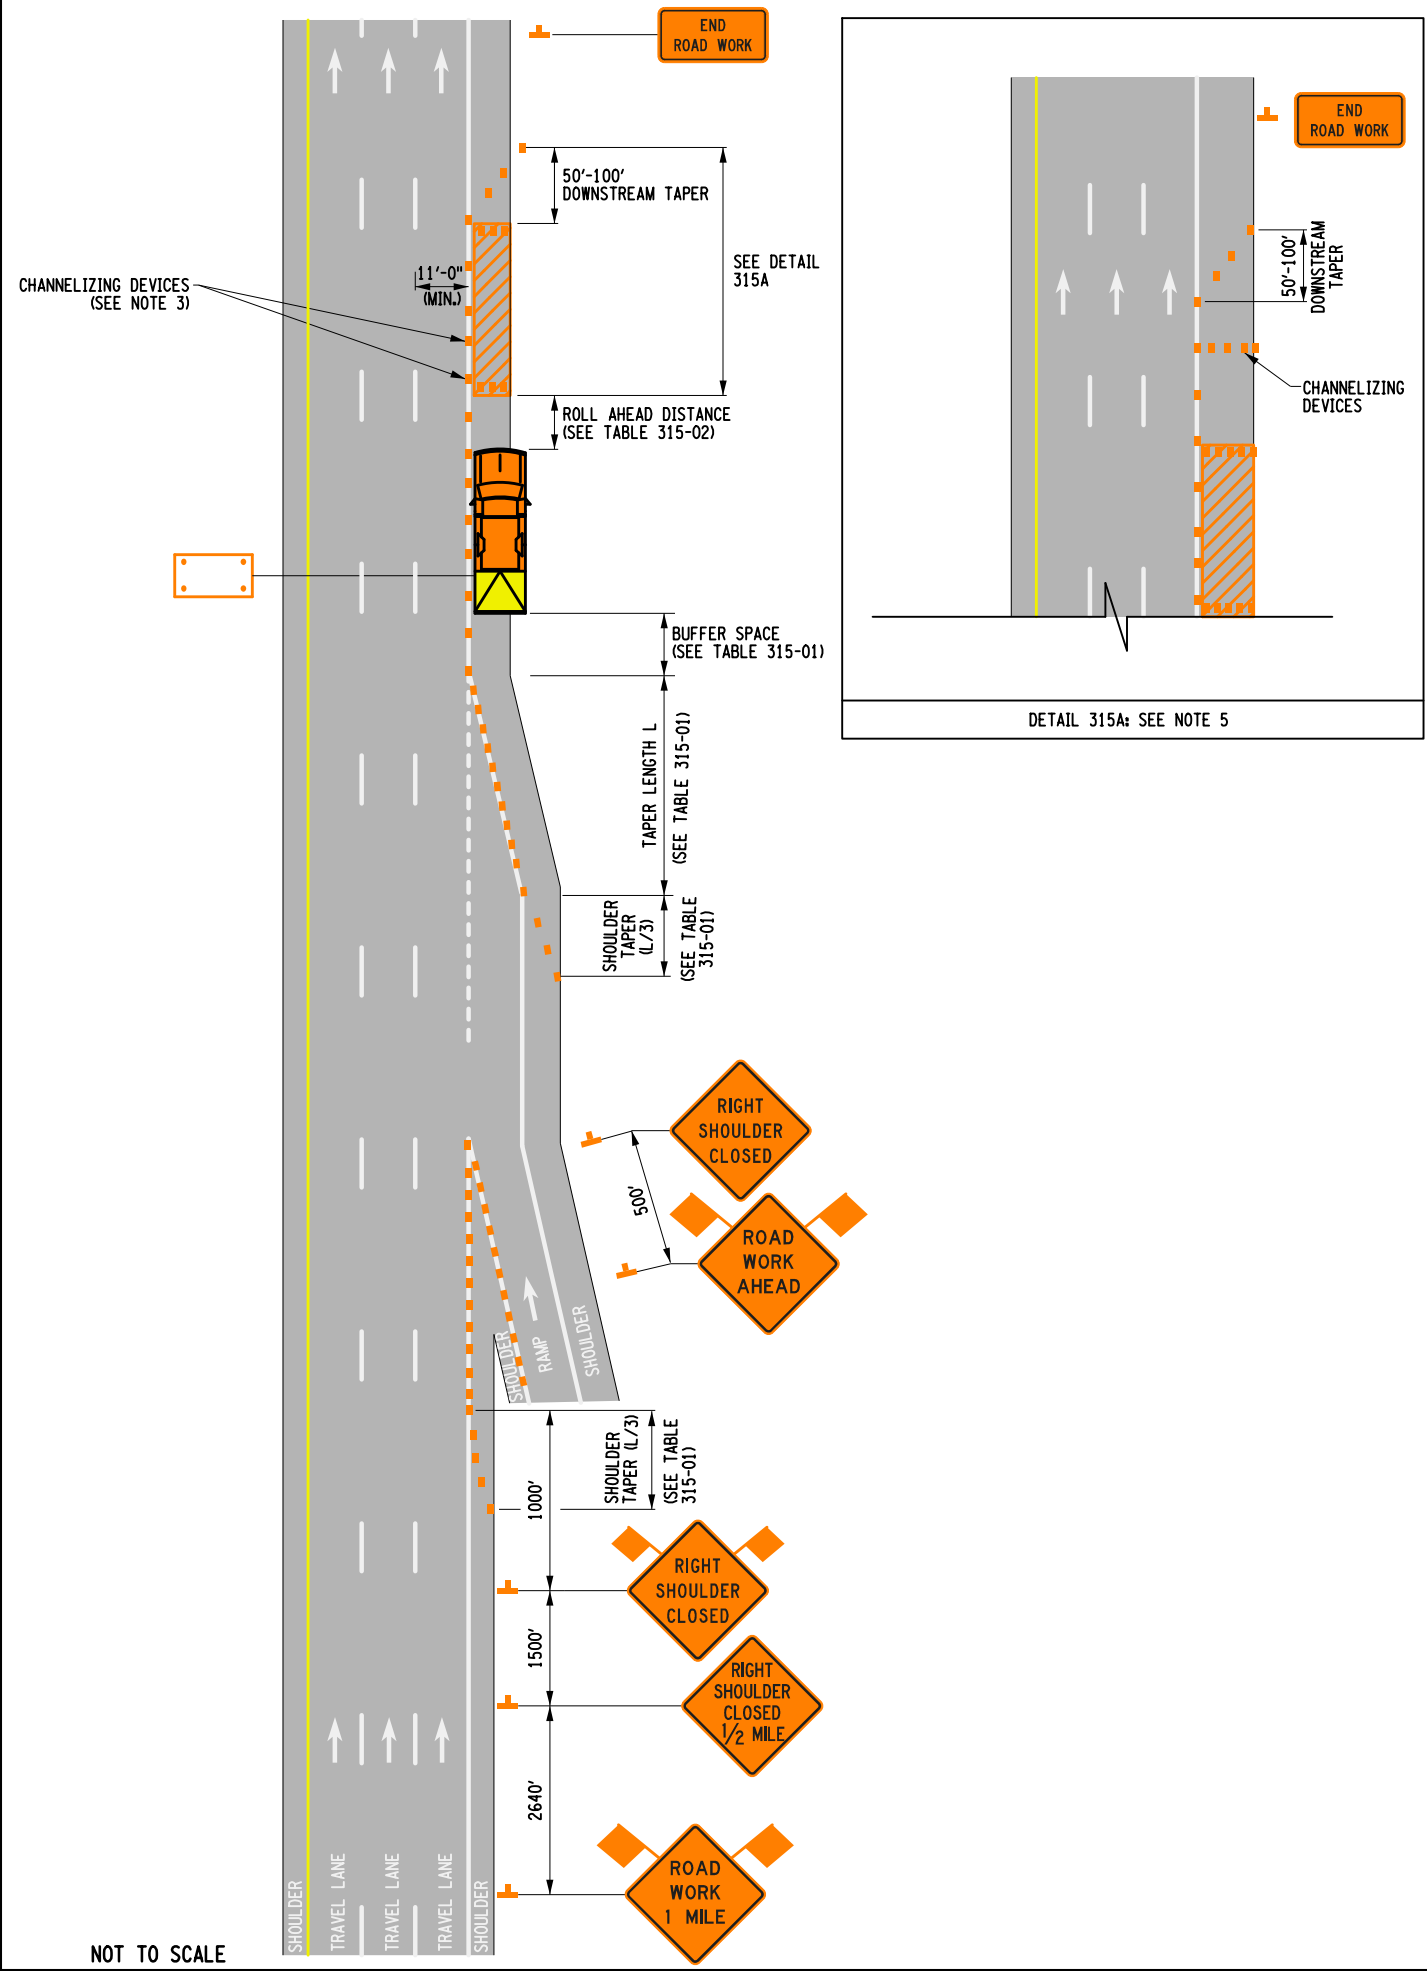 END
ROAD WORK
50'-100'
DOWNSTREAM TAPER
CHANNELIZING DEVICES
(SEE NOTE 3)
11'-0"
(MIN.)
SEE DETAIL
315A
ROLL AHEAD DISTANCE
(SEE TABLE 315-02)
BUFFER SPACE
(SEE TABLE 315-01)
TAPER LENGTH L
(SEE TABLE 315-01)
SHOULDER
TAPER
(L/3)
(SEE TABLE
315-01)
RIGHT
SHOULDER
CLOSED
500'
ROAD
WORK
AHEAD
SHOULDER
RAMP
SHOULDER
SHOULDER
TAPER (L/3)
(SEE TABLE
315-01)
1000'
RIGHT
SHOULDER
CLOSED
1500'
RIGHT
SHOULDER
CLOSED
1/2 MILE
2640'
ROAD
WORK
1 MILE
SHOULDER
TRAVEL LANE
TRAVEL LANE
TRAVEL LANE
SHOULDER
NOT TO SCALE
END
ROAD WORK
50'-100'
DOWNSTREAM
TAPER
CHANNELIZING
DEVICES
DETAIL 315A: SEE NOTE 5